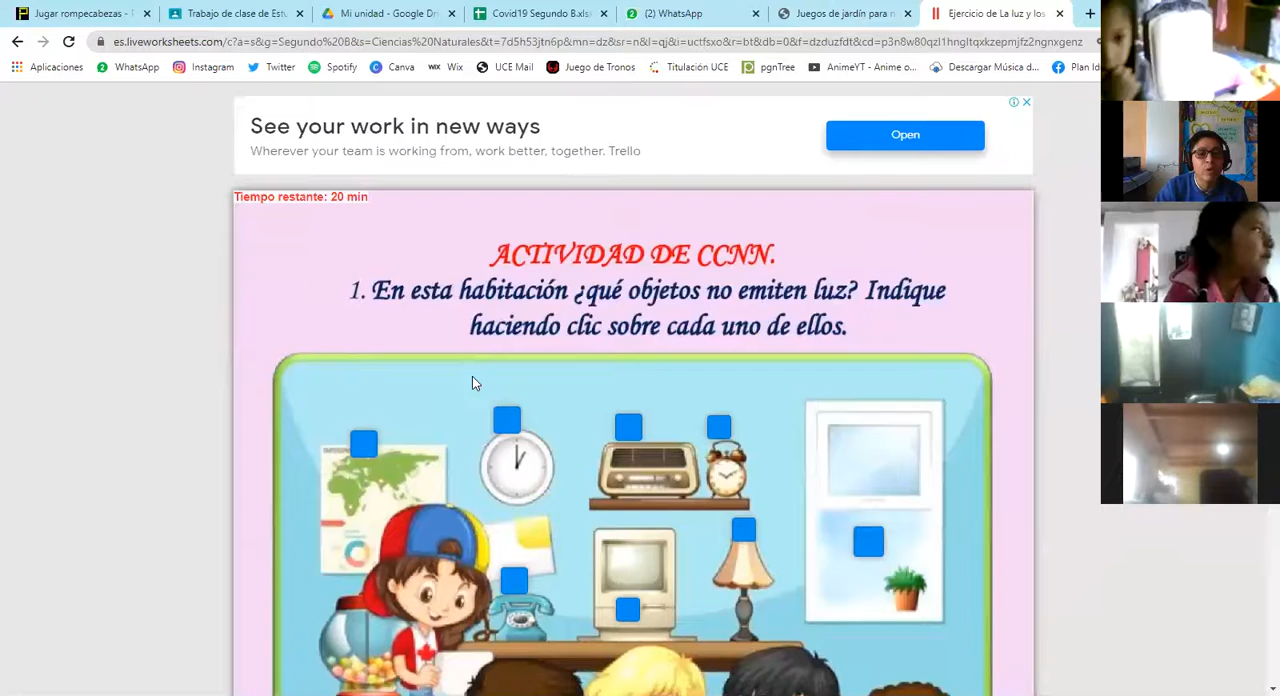 Jugar rompecabezas -
Trabajo de clase de Estu
Mi unidad - Google Dri
Covid19 Segundo Bxlsx
(2) WhatsApp
Juegos de jardín para n
Ejercicio de La luz y los
es.liveworksheets.com/c?a=s&g=Segundo%20B&s=Ciencias%20Naturales&t=7d5h53jtn6p&mn=dz&sr=n&l=qj&i=uctfsxo&r=bt&db=0&f=dzduzfdt&cd=p3n8w80qzl1hngltqxkzepmjfz2ngnxgenz
Aplicaciones
WhatsApp
Instagram
Twitter
Spotify
Canva
WIX Wix
UCE Mail
Juego de Tronos
Titulación UCE
pgnTree
AnimeYT - Anime o...
Descargar Música d...
Plan Id
See your work in new ways
Wherever your team is working from, work better, together. Trello
Open
Tiempo restante: 20 min
ACTIVIDAD DE CCNN.
1. En esta habitación ¿qué objetos no emiten luz? Indique
haciendo clic sobre cada uno de ellos.